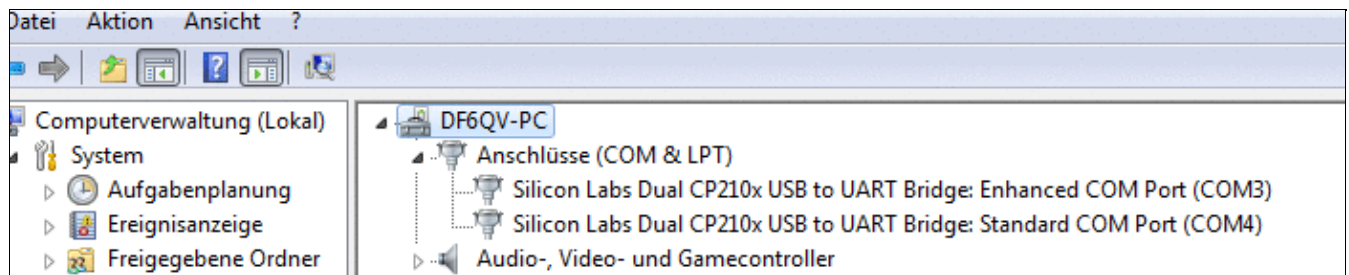 Datei Aktion Ansicht ?
Computerverwaltung (Lokal)
System
Aufgabenplanung
Ereignisanzeige
Freigegebene Ordner
DF6QV-PC
Anschlüsse (COM & LPT)
Silicon Labs Dual CP210x USB to UART Bridge: Enhanced COM Port (COM3)
Silicon Labs Dual CP210x USB to UART Bridge: Standard COM Port (COM4)
Audio-, Video- und Gamecontroller